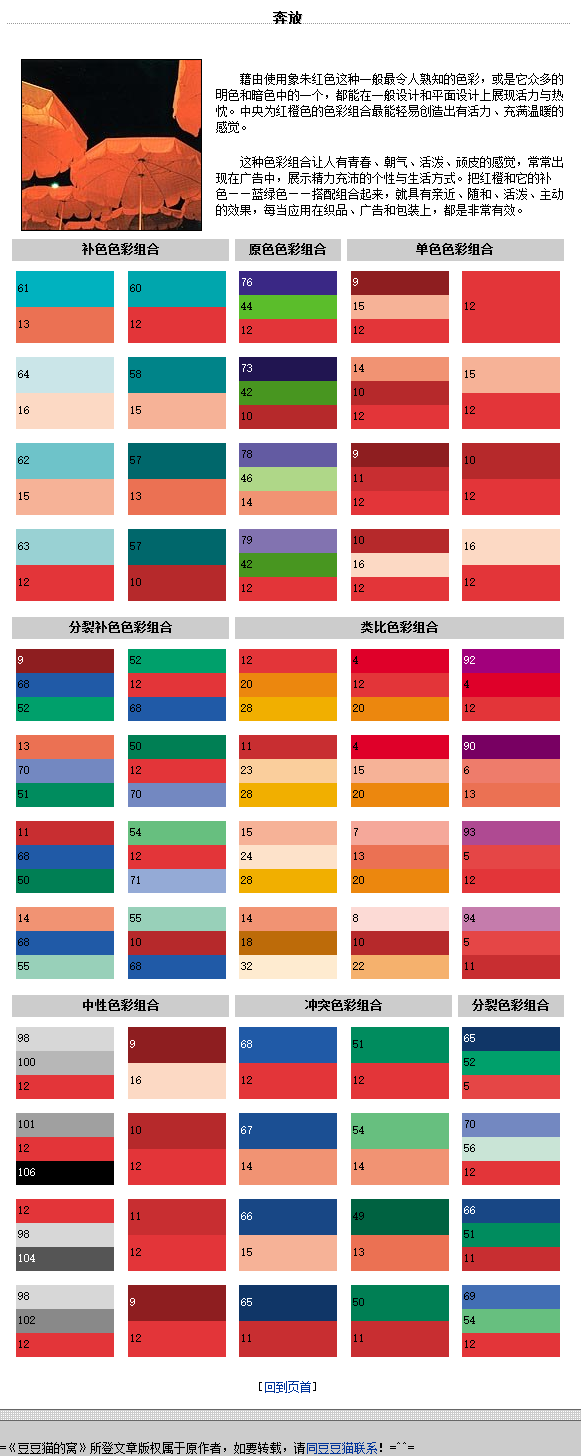 奔放
藉由使用象朱红色这种一般最令人熟知的色彩，或是它众多的
明色和暗色中的一个，都能在一般设计和平面设计上展现活力与热
忱。中央为红橙色的色彩组合最能轻易创造出有活力、充满温暖的
感觉。
这种色彩组合让人有青春、朝气、活泼、顽皮的感觉，常常出
现在广告中，展示精力充沛的个性与生活方式。把红橙和它的补
色－－蓝绿色－－搭配组合起来，就具有亲近、随和、活泼、主动
的效果，每当应用在织品、广告和包装上，都是非常有效。
补色色彩组合 原色色彩组合 单色色彩组合
61 60 76 9 12
44 15
13 12 12 12
64 58 73 14 15
42 10
16 15 10 12 12
62 57 78 9 10
46 11
15 13 14 12 12
63 57 79 10 16
42 16
12 10 12 12 12
分裂补色色彩组合 类比色彩组合
9 52 12 4 92
68 12 20 12 4
52 68 28 20 12
13 50 11 4 90
70 12 23 15 6
51 70 28 20 13
11 54 15 7 93
68 12 24 13 5
50 71 28 20 12
14 55 14 8 94
68 10 18 10 5
55 68 32 22 11
中性色彩组合 冲突色彩组合 分裂色彩组合
98 9 68 51 65
100 52
12 16 12 12 5
101 10 67 54 70
12 56
106 12 14 14 12
12 11 66 49 66
98 51
104 12 15 13 11
98 9 65 50 69
102 54
12 12 11 11 12
[回到页首]
=《豆豆猫的窝》所登文章版权属于原作者，如要转载，请同豆豆猫联系！=^^=